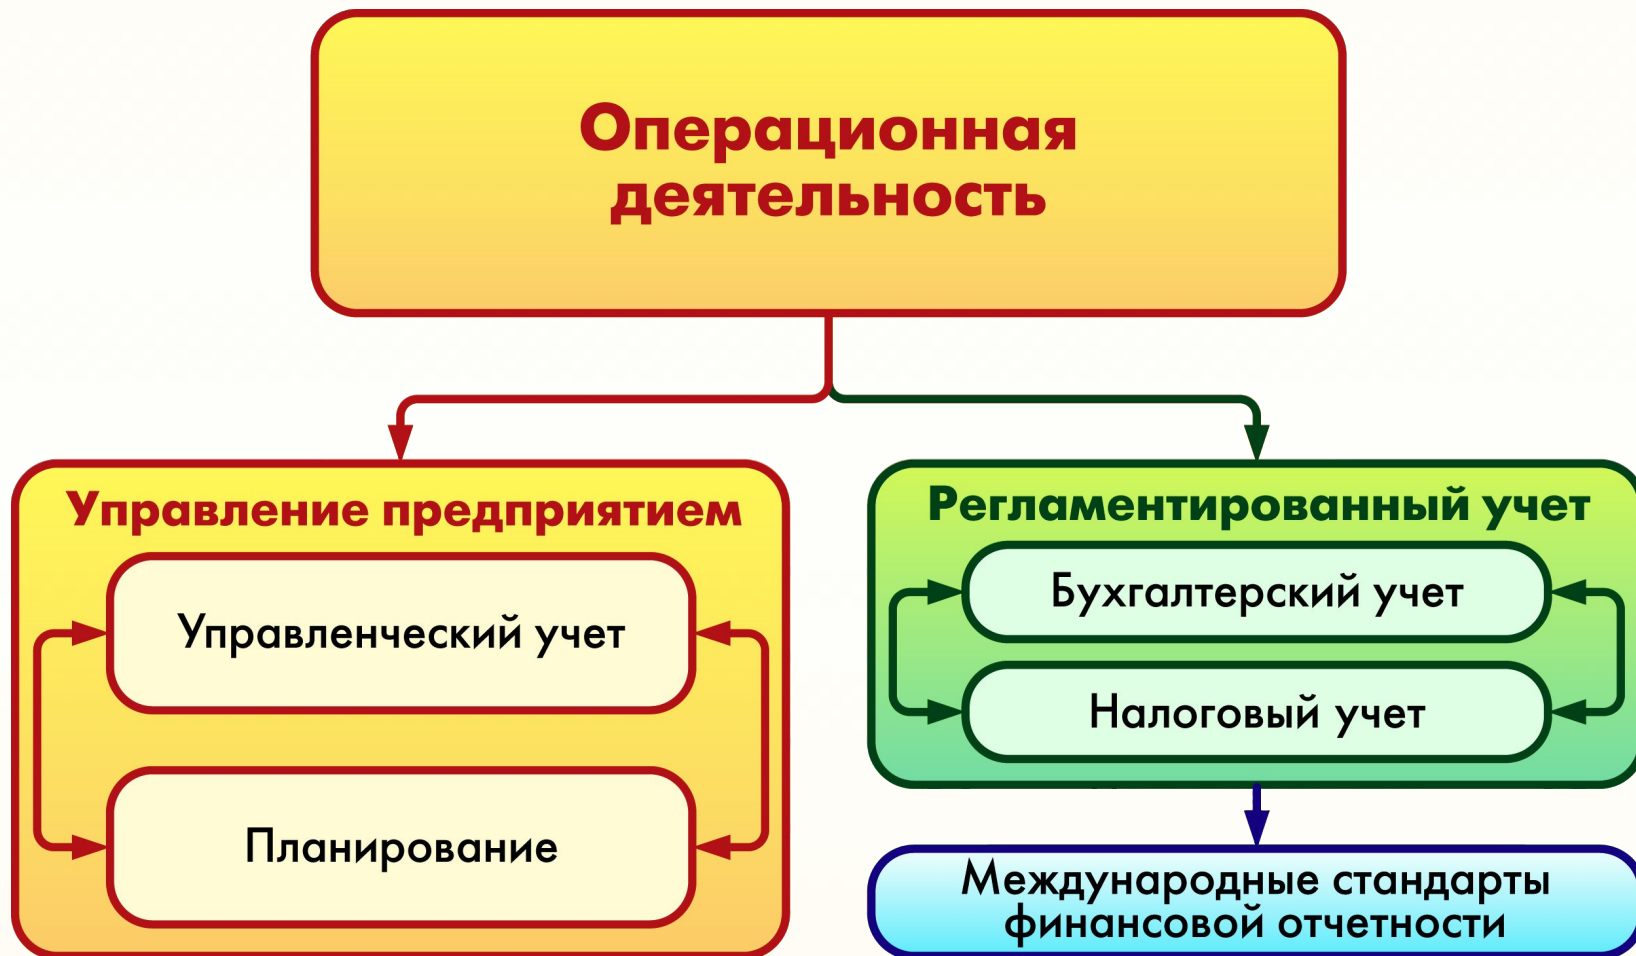 Операционная
деятельность
Управление предприятием
Управленческий учет
Планирование
Регламентированный учет
Бухгалтерский учет
Налоговый учет
Международные стандарты
финансовой отчетности